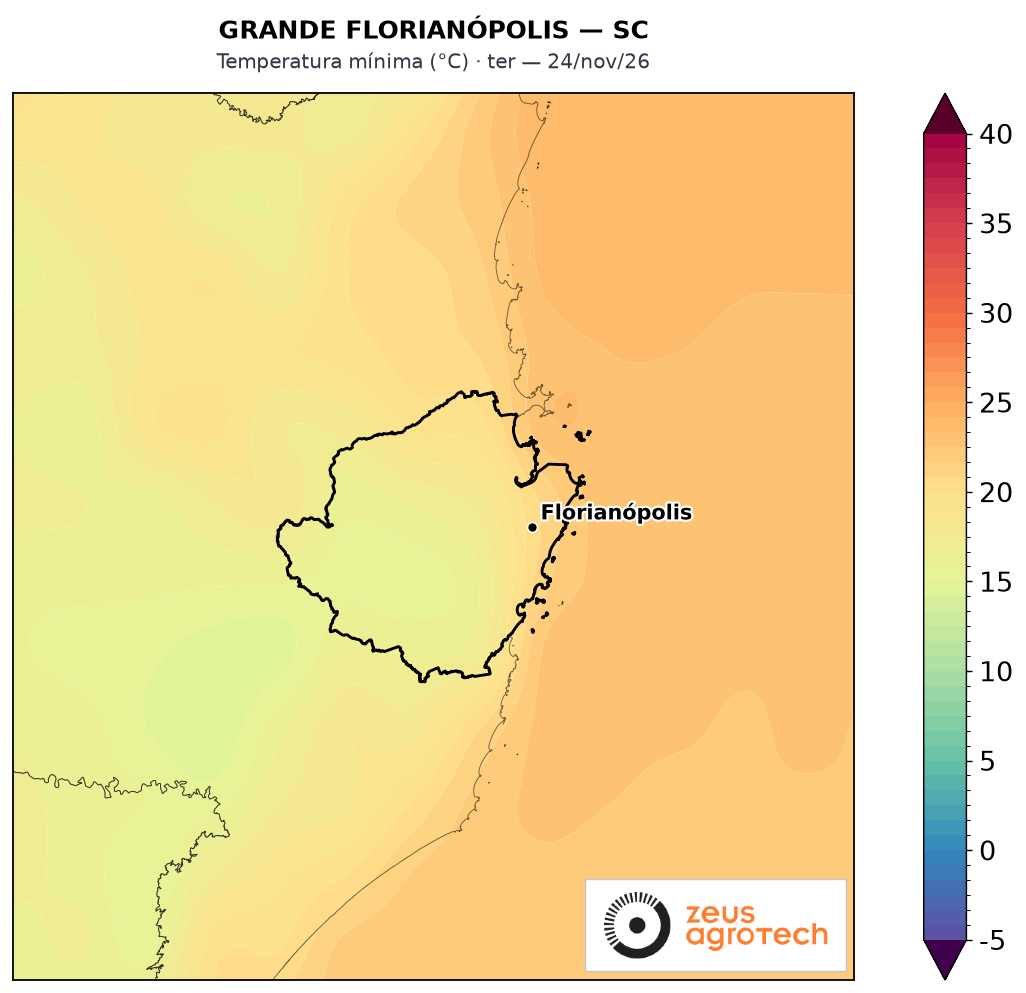 GRANDE FLORIANÓPOLIS — SC
Temperatura mínima (°C) · ter — 24/nov/26
40
35
30
25
20
15
10
5
0
-5
Florianópolis
zeus
agrotech